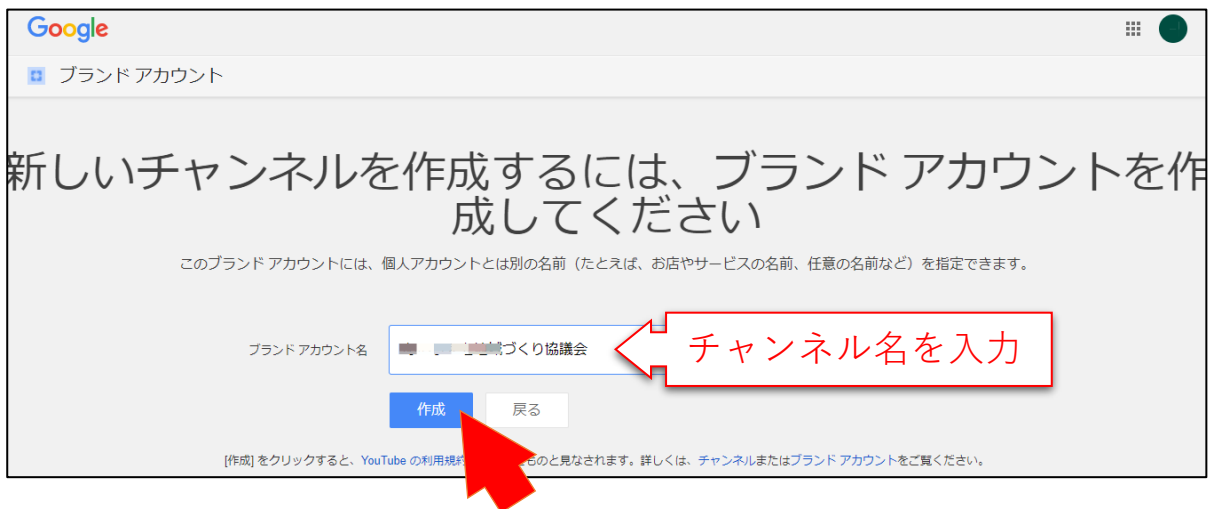 Google
ブランド アカウント
新しいチャンネルを作成するには、ブランド アカウントを作
成してください
このブランド アカウントには、個人アカウントとは別の名前（たとえば、お店やサービスの名前、任意の名前など）を指定できます。
ブランド アカウント名
づくり協議会
チャンネル名を入力
作成
戻る
[作成] をクリックすると、YouTube の利用規約 ものと見なされます。詳しくは、チャンネルまたはブランド アカウントをご覧ください。